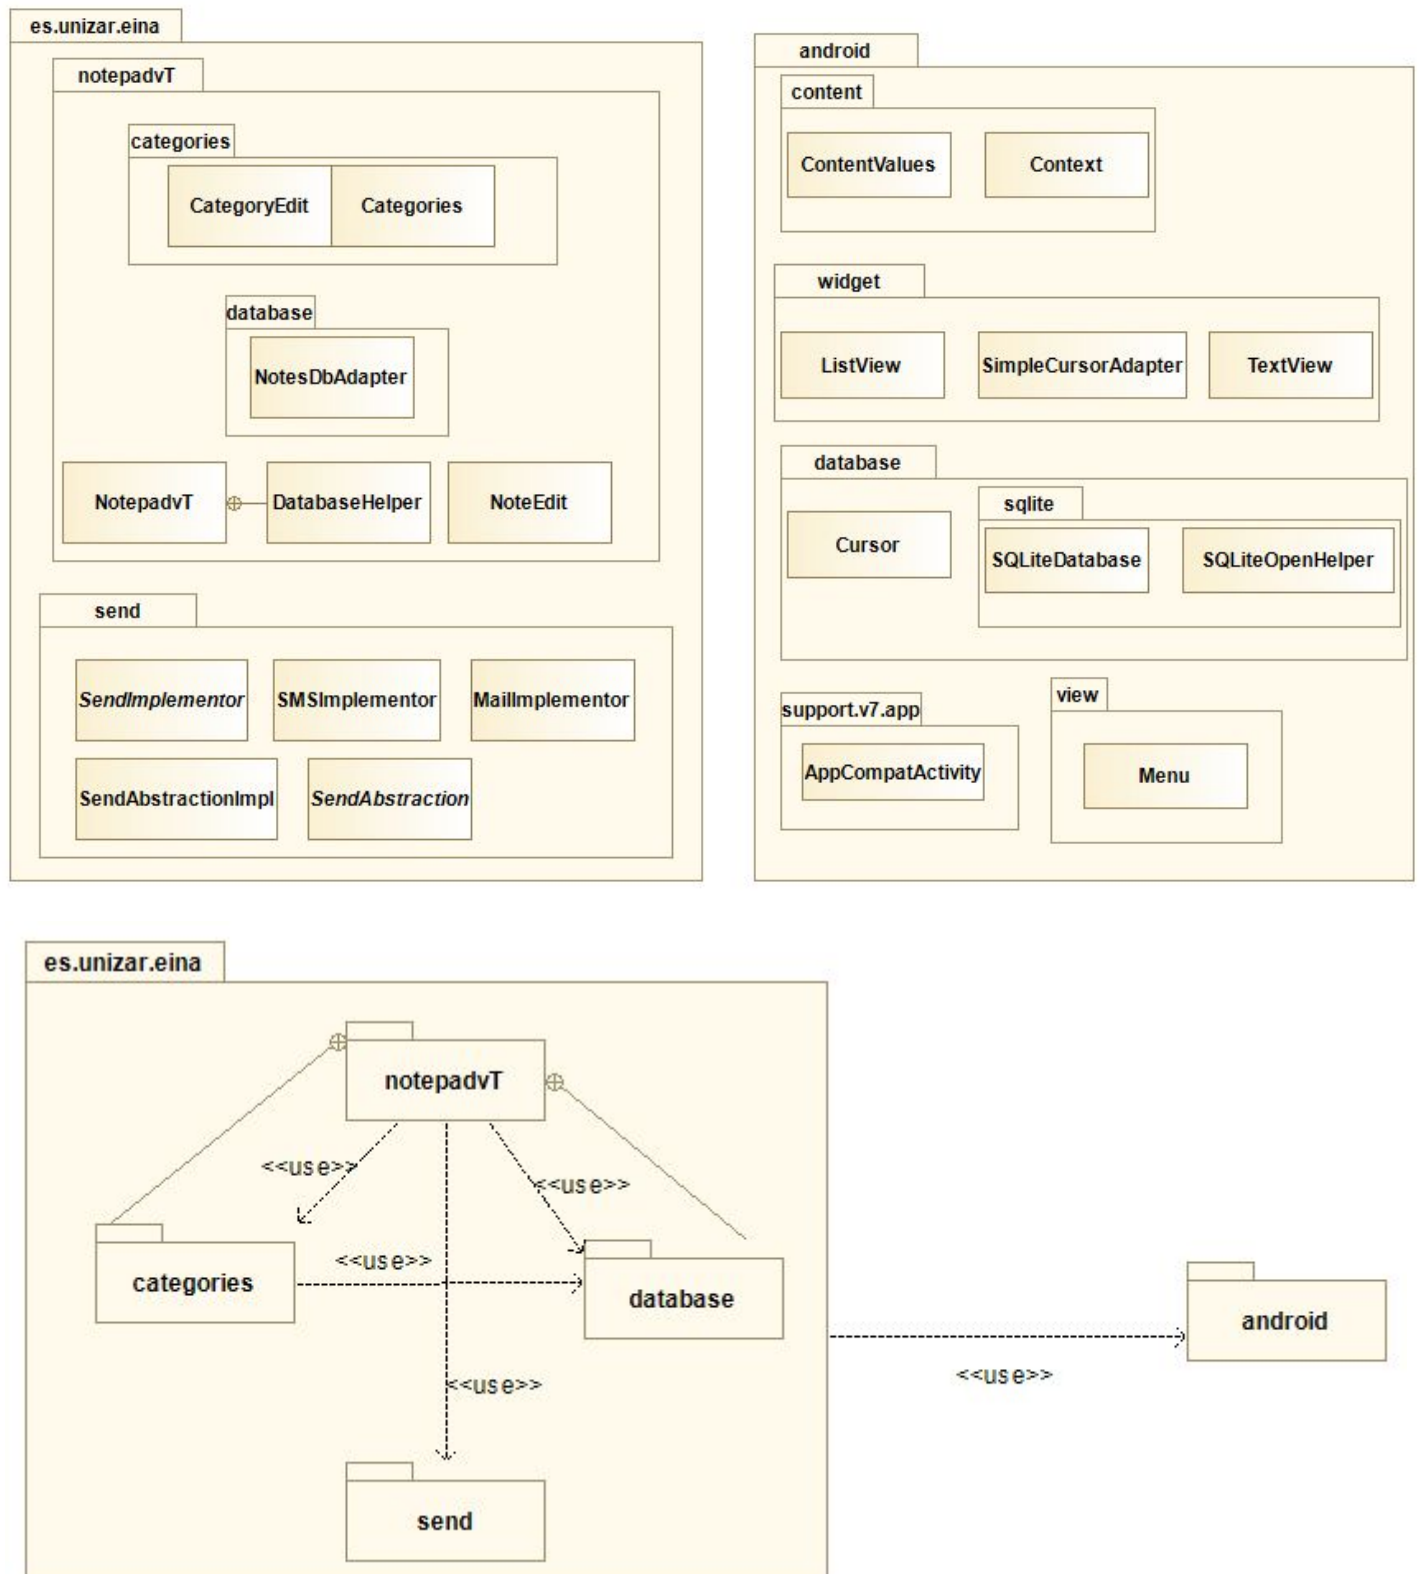 es.unizar.eina
notepadvT
categories
CategoryEdit
Categories
database
NotesDbAdapter
NotepadvT
DatabaseHelper
NoteEdit
send
SendImplementor
SMSImplementor
MailImplementor
SendAbstractionImpl
SendAbstraction
android
content
ContentValues
Context
widget
ListView
SimpleCursorAdapter
TextView
database
Cursor
sqlite
SQLiteDatabase
SQLiteOpenHelper
support.v7.app
AppCompatActivity
view
Menu
es.unizar.eina
notepadvT
<<use>>
<<use>>
categories
<<use>>
database
<<use>>
send
android
<<use>>